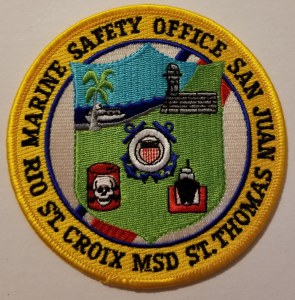 MARINE SAFETY OFFICE SAN JUAN
RIO ST. CROIX MSD ST. THOMAS